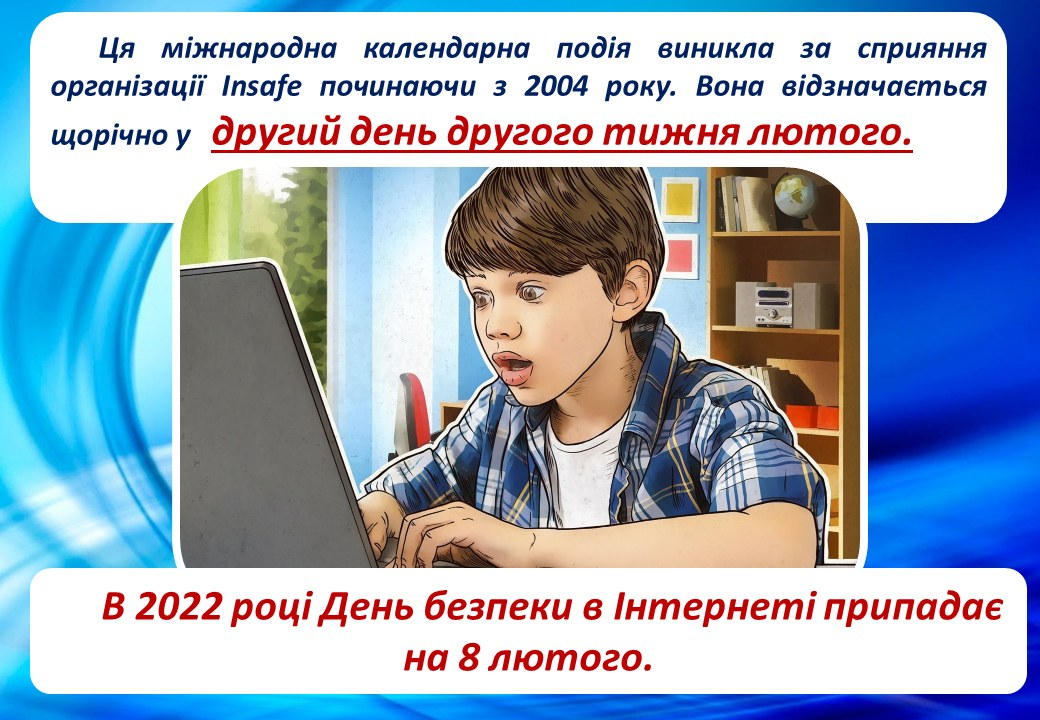 Ця міжнародна календарна подія виникла за сприяння
організації Insafe починаючи з 2004 року. Вона відзначається
щорічно у другий день другого тижня лютого.
В 2022 році День безпеки в Інтернеті припадає
на 8 лютого.